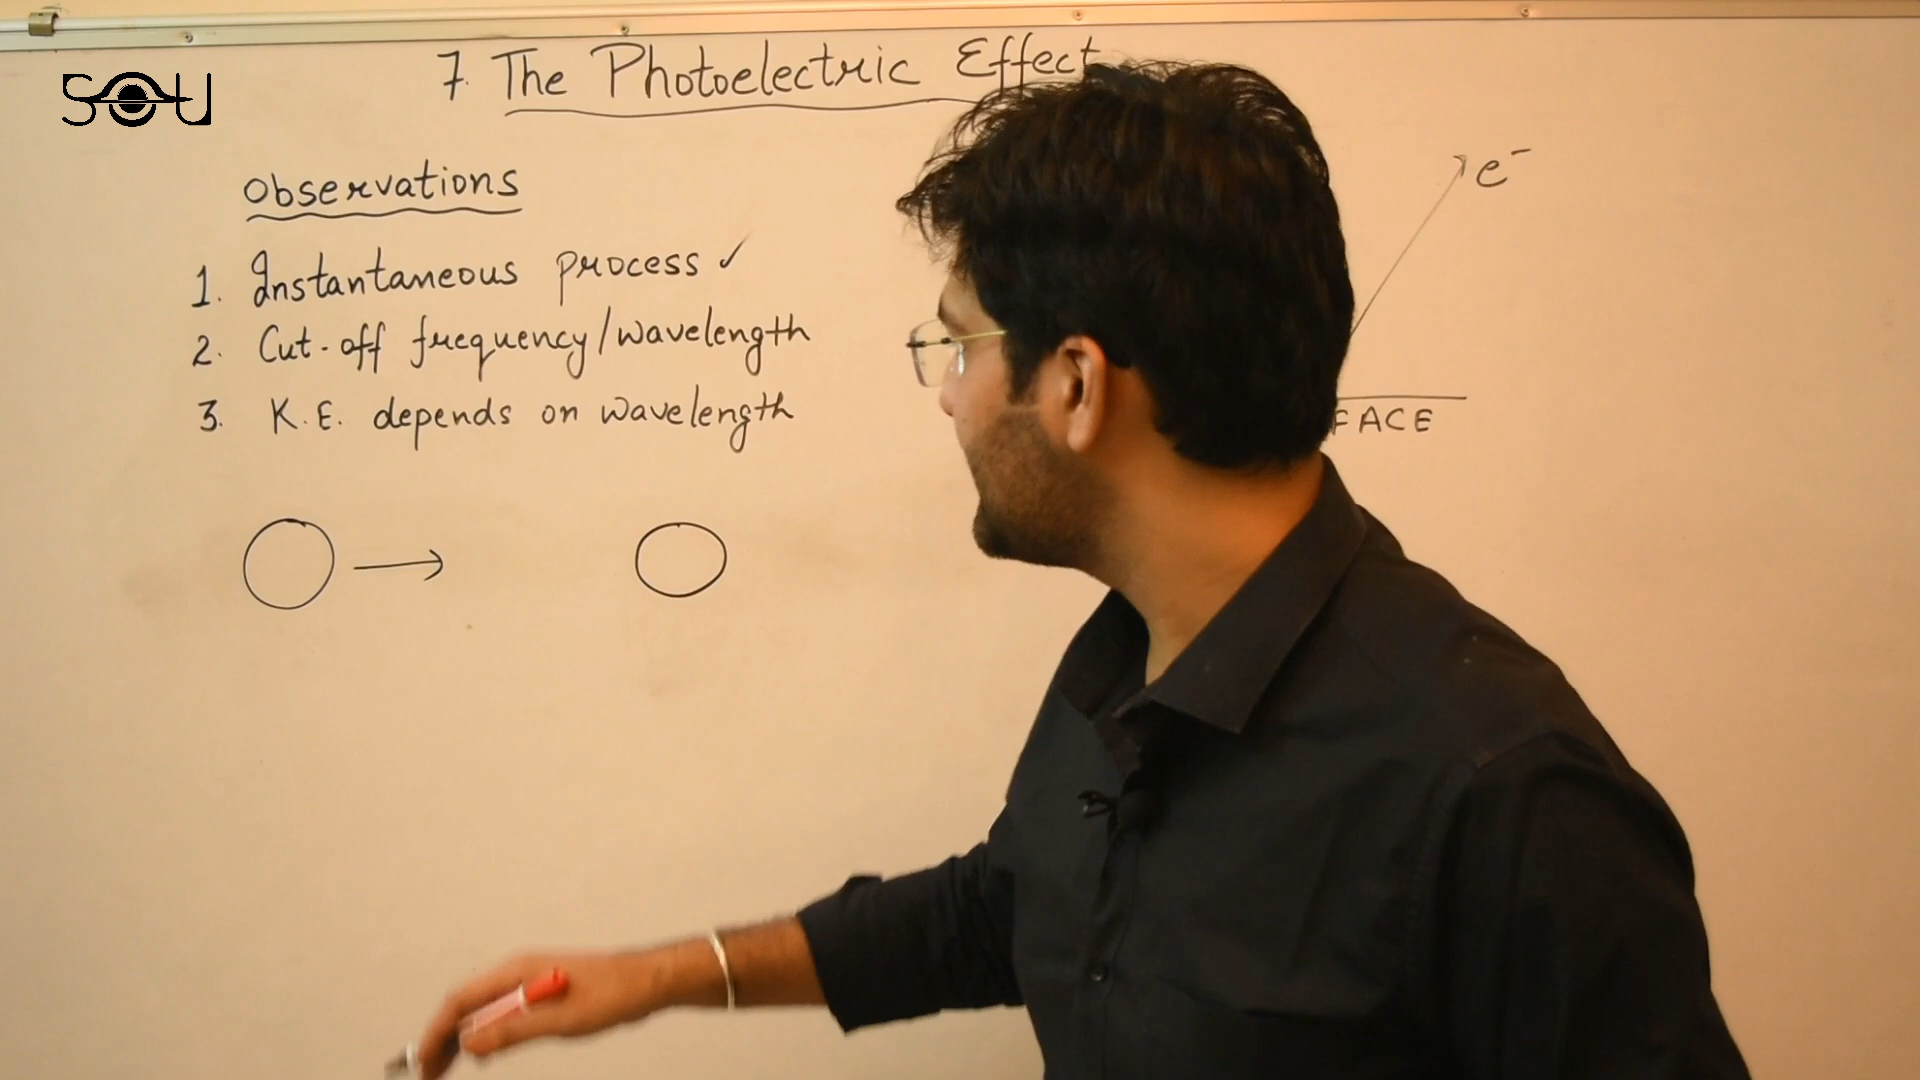 SOU
7. The Photoelectric Effect
Observations
1. Instantaneous process ✓
2. Cut-off frequency/wavelength
3. K.E. depends on wavelength
e⁻
FACE